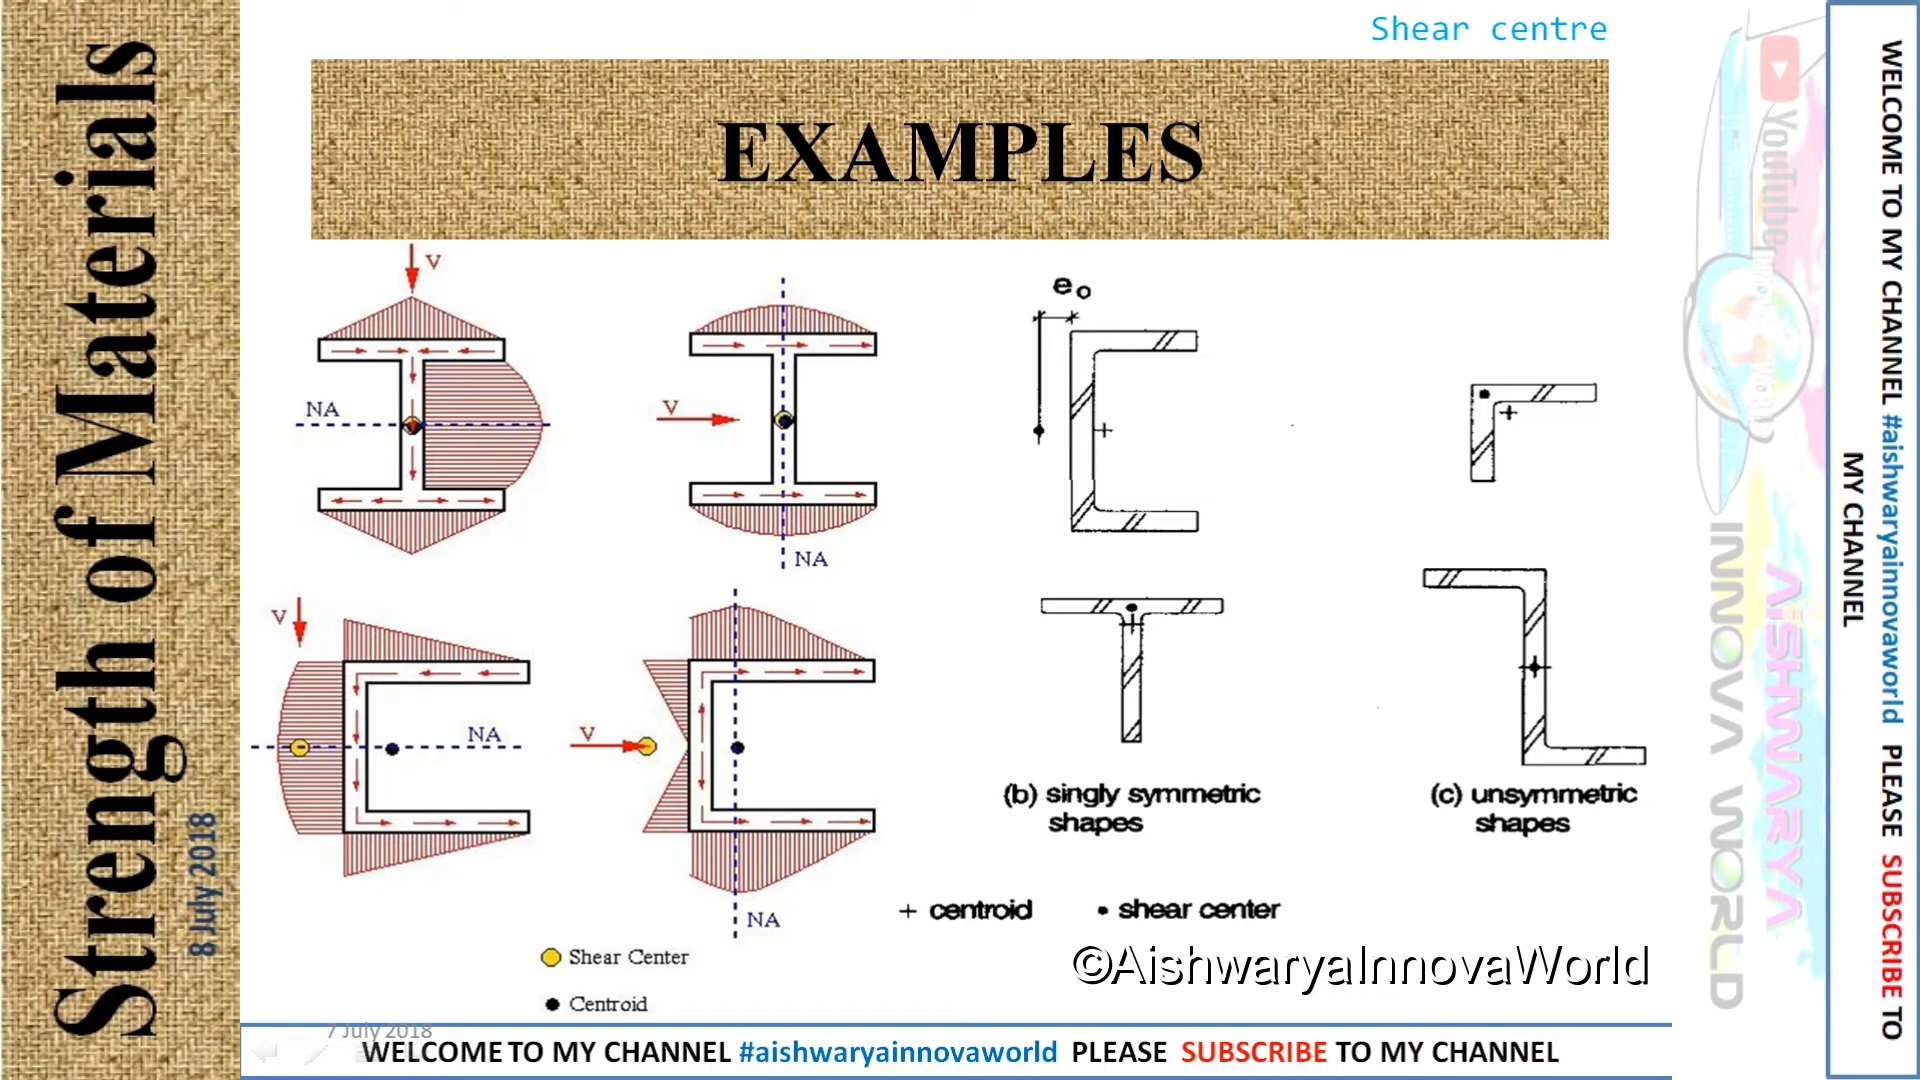 Shear centre
EXAMPLES
Strength of Materials
8 July 2018
V
NA
V
NA
e₀
V
NA
V
NA
(b) singly symmetric
shapes
(c) unsymmetric
shapes
+ centroid
• shear center
Shear Center
Centroid
©AishwaryaInnovaWorld
7 July 2018
WELCOME TO MY CHANNEL #aishwaryainnovaworld PLEASE SUBSCRIBE TO MY CHANNEL
YouTube
AISHWARYA
INNOVA WORLD
WELCOME TO MY CHANNEL #aishwaryainnovaworld PLEASE SUBSCRIBE TO
MY CHANNEL